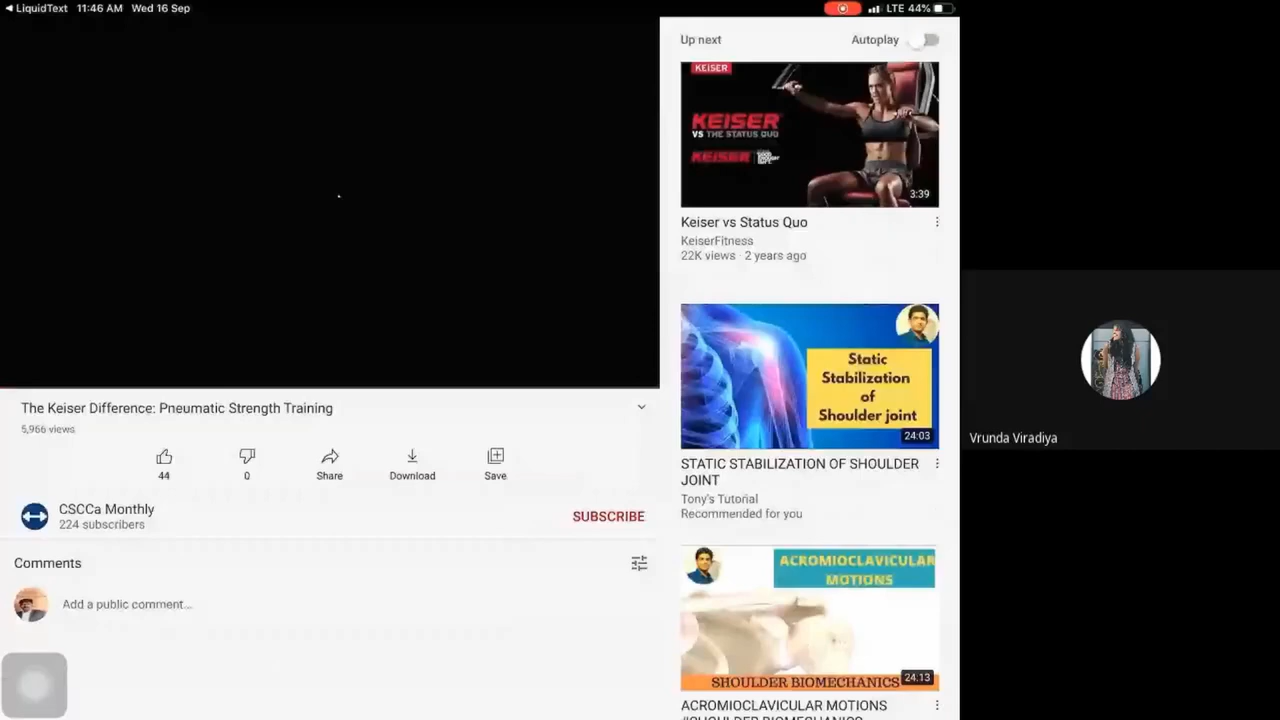 LiquidText 11:46 AM Wed 16 Sep
LTE 44%
Up next Autoplay
KEISER
KEISER
VS THE STATUS QUO
KEISER
3:39
Keiser vs Status Quo
KeiserFitness
22K views · 2 years ago
Static
Stabilization
of
Shoulder joint
24:03
STATIC STABILIZATION OF SHOULDER
JOINT
Tony's Tutorial
Recommended for you
ACROMIOCLAVICULAR
MOTIONS
24:13
SHOULDER BIOMECHANICS
ACROMIOCLAVICULAR MOTIONS
#SHOULDER BIOMECHANICS
The Keiser Difference: Pneumatic Strength Training
5,966 views
44 0 Share Download Save
CSCCa Monthly
224 subscribers
SUBSCRIBE
Comments
Add a public comment...
Vrunda Viradiya